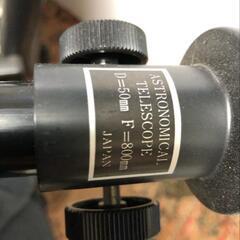 ASTRONOMICAL
TELESCOPE
D=50mm F=800mm
JAPAN